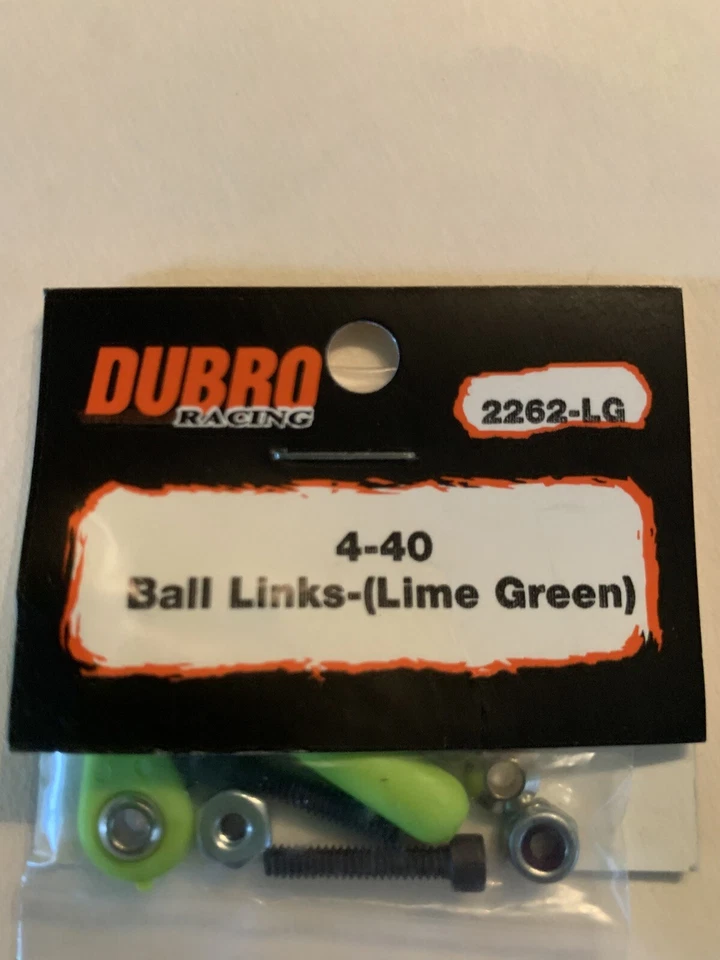 DUBRO
RACING
2262-LG
4-40
Ball Links-(Lime Green)